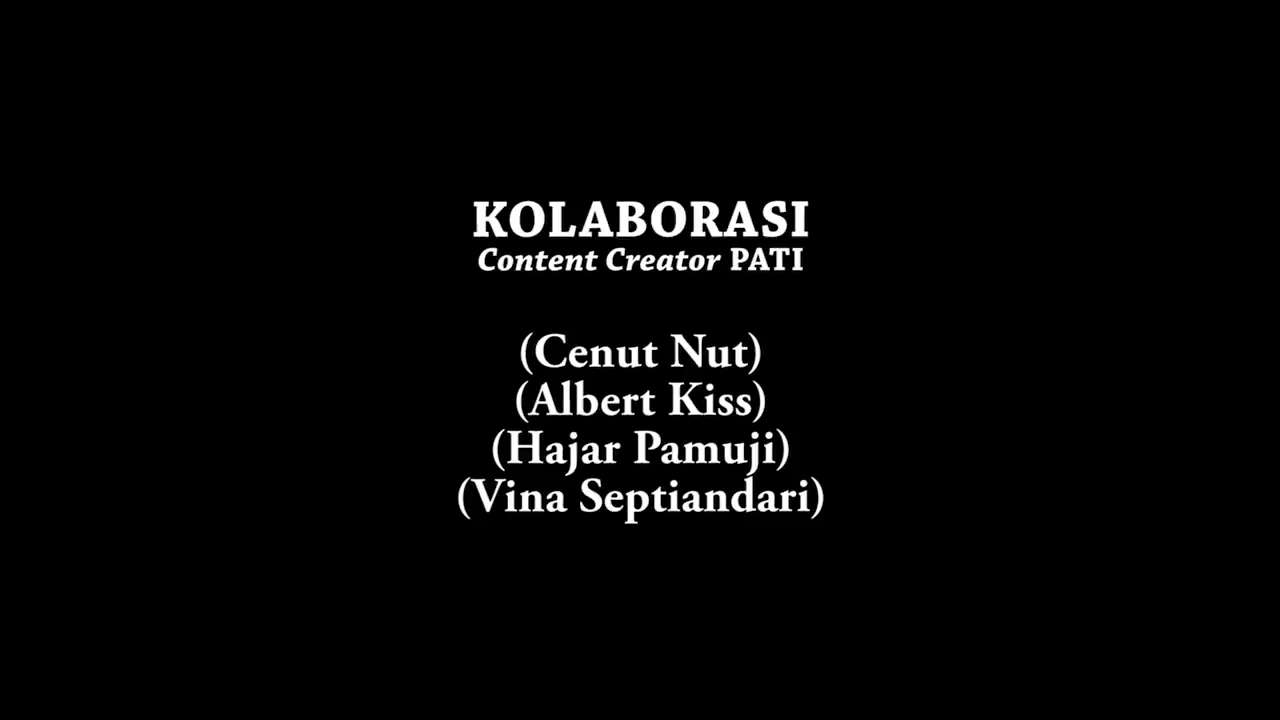 KOLABORASI
Content Creator PATI
(Cenut Nut)
(Albert Kiss)
(Hajar Pamuji)
(Vina Septiandari)